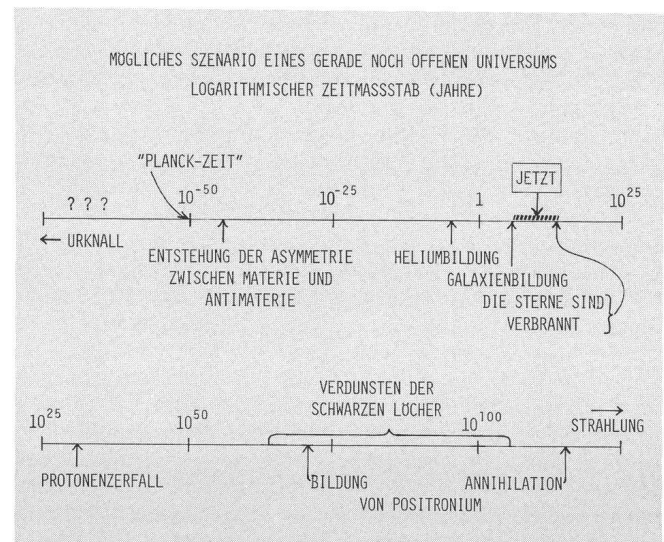 MÖGLICHES SZENARIO EINES GERADE NOCH OFFENEN UNIVERSUMS
LOGARITHMISCHER ZEITMASSSTAB (JAHRE)
"PLANCK-ZEIT"
JETZT
? ? ?
10⁻⁵⁰
10⁻²⁵
1
10²⁵
← URKNALL
ENTSTEHUNG DER ASYMMETRIE
ZWISCHEN MATERIE UND
ANTIMATERIE
HELIUMBILDUNG
GALAXIENBILDUNG
DIE STERNE SIND
VERBRANNT
VERDUNSTEN DER
SCHWARZEN LÖCHER
10²⁵
10⁵⁰
10¹⁰⁰
→
STRAHLUNG
PROTONENZERFALL
BILDUNG
VON POSITRONIUM
ANNIHILATION